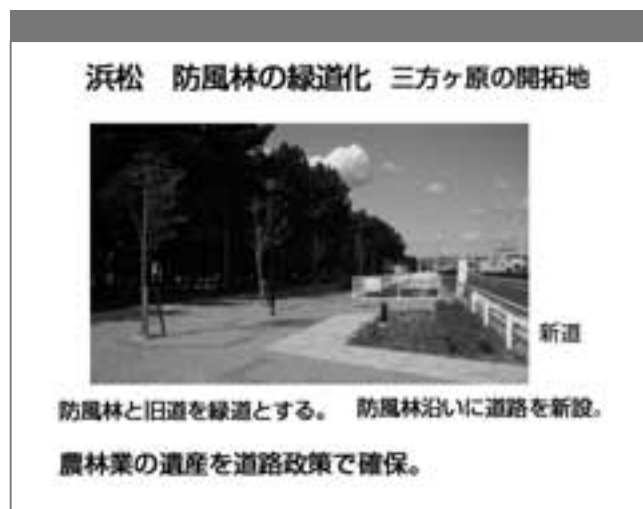 浜松　防風林の緑道化 三方ヶ原の開拓地
新道
防風林と旧道を緑道とする。　防風林沿いに道路を新設。
農林業の遺産を道路政策で確保。